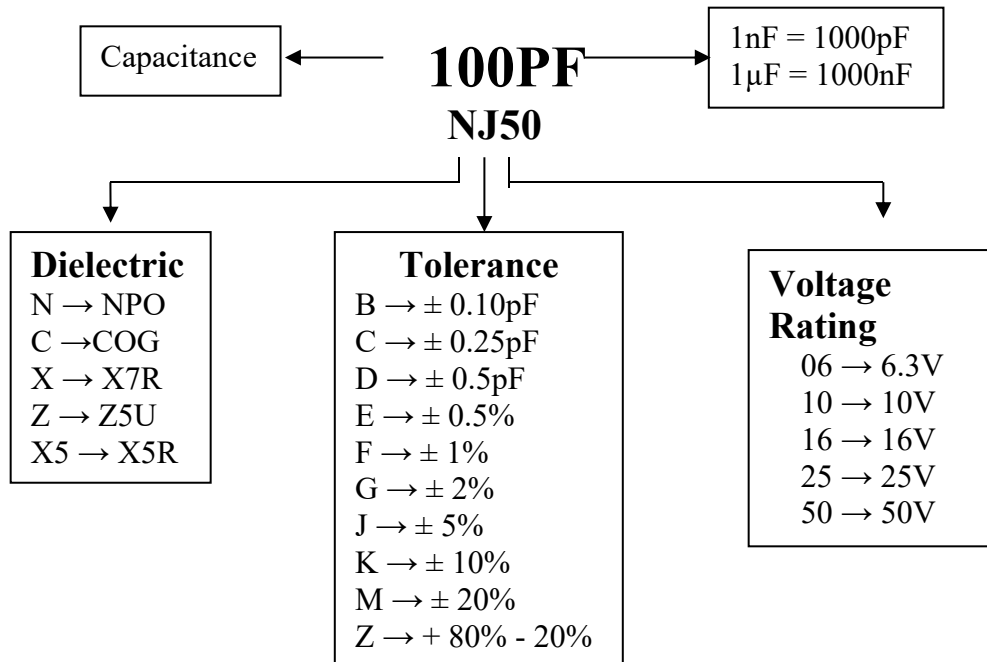 Capacitance
100PF
1nF = 1000pF
1µF = 1000nF
NJ50
Dielectric
N → NPO
C →COG
X → X7R
Z → Z5U
X5 → X5R
Tolerance
B → ± 0.10pF
C → ± 0.25pF
D → ± 0.5pF
E → ± 0.5%
F → ± 1%
G → ± 2%
J → ± 5%
K → ± 10%
M → ± 20%
Z → + 80% - 20%
Voltage
Rating
06 → 6.3V
10 → 10V
16 → 16V
25 → 25V
50 → 50V